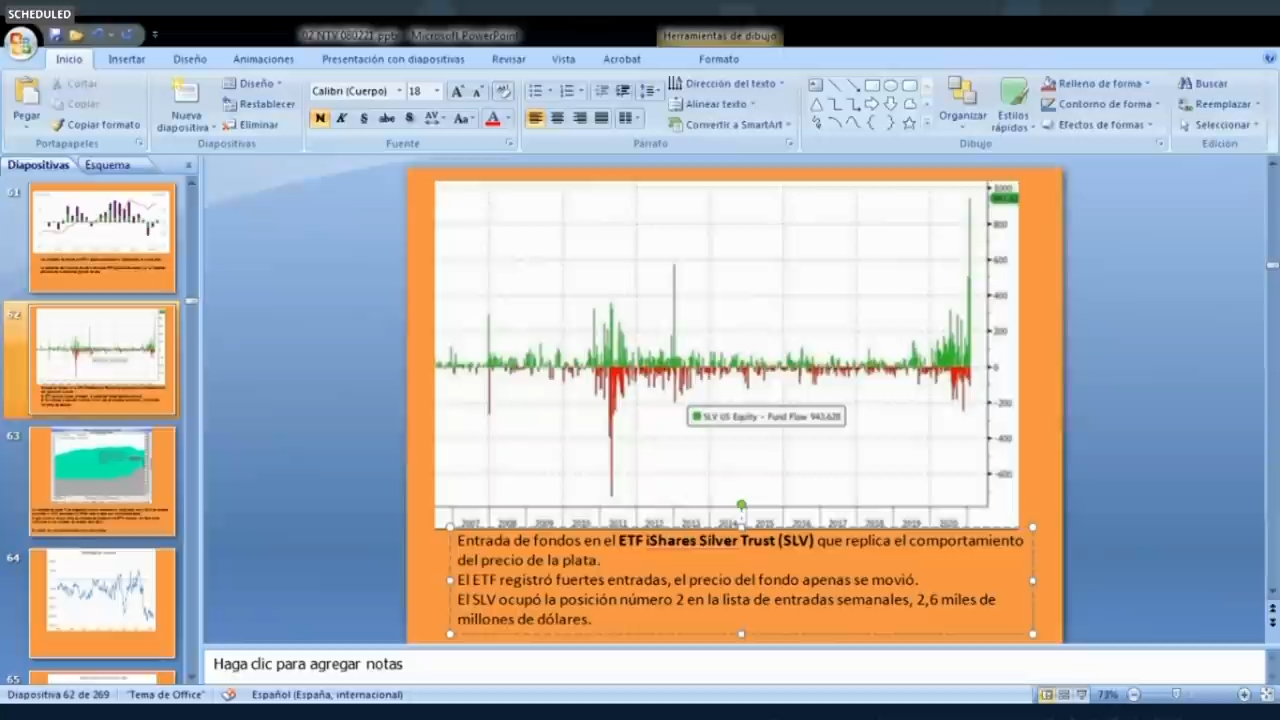 SCHEDULED
02 NTV 080221.pptx - Microsoft PowerPoint
Herramientas de dibujo
Inicio
Insertar
Diseño
Animaciones
Presentación con diapositivas
Revisar
Vista
Acrobat
Formato
Pegar
Cortar
Copiar
Copiar formato
Portapapeles
Nueva diapositiva
Diseño
Restablecer
Eliminar
Diapositivas
Calibri (Cuerpo)
18
N K S abe S AV Aa A
Fuente
Dirección del texto
Alinear texto
Convertir a SmartArt
Párrafo
Organizar
Estilos rápidos
Relleno de forma
Contorno de forma
Efectos de formas
Dibujo
Buscar
Reemplazar
Seleccionar
Edición
Diapositivas
Esquema
61
62
63
64
65
1000
800
600
400
200
0
-200
-400
-600
SLV US Equity - Fund Flow 943.628
2008 2009 2010 2011 2012 2013 2015 2016 2017 2018 2019 2020
Entrada de fondos en el ETF iShares Silver Trust (SLV) que replica el comportamiento
del precio de la plata.
El ETF registró fuertes entradas, el precio del fondo apenas se movió.
El SLV ocupó la posición número 2 en la lista de entradas semanales, 2,6 miles de
millones de dólares.
Haga clic para agregar notas
Diapositiva 62 de 269
"Tema de Office"
Español (España, internacional)
73%